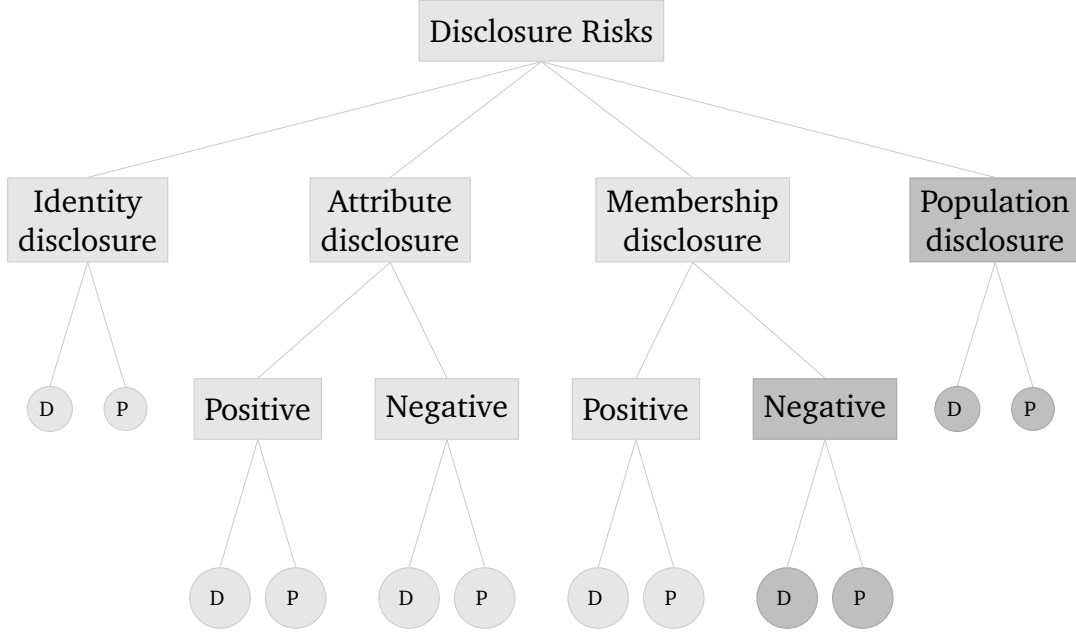 Disclosure Risks
Identity
disclosure
Attribute
disclosure
Membership
disclosure
Population
disclosure
D
P
Positive
Negative
Positive
Negative
D
P
D
P
D
P
D
P
D
P